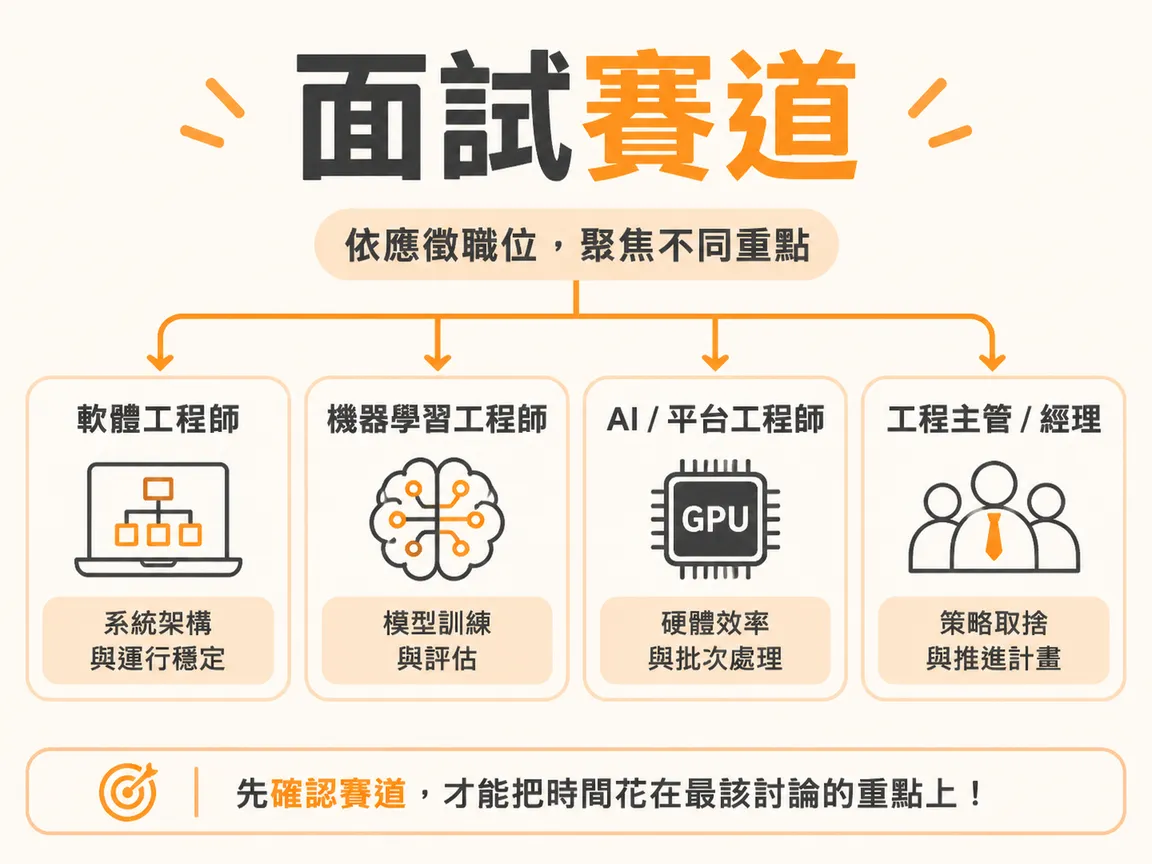 面試賽道
依應徵職位，聚焦不同重點
軟體工程師
系統架構
與運行穩定
機器學習工程師
模型訓練
與評估
AI / 平台工程師
GPU
硬體效率
與批次處理
工程主管 / 經理
策略取捨
與推進計畫
先確認賽道，才能把時間花在最該討論的重點上！